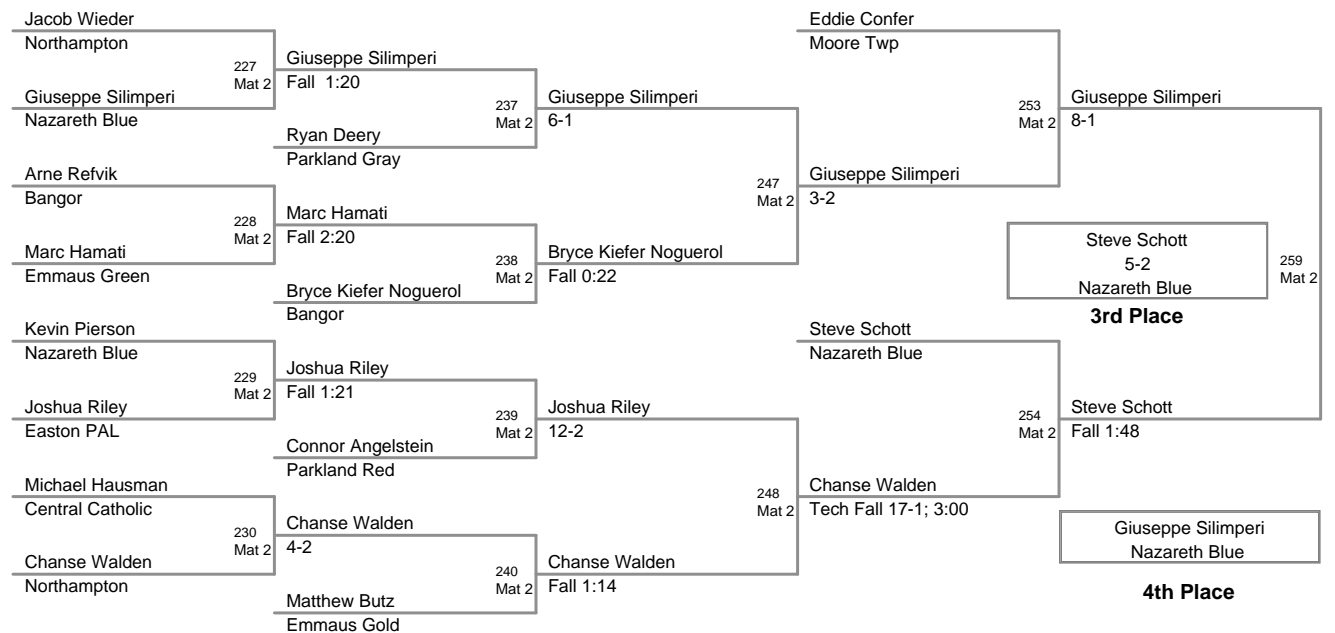 Jacob Wieder
Northampton
227
Mat 2
Giuseppe Silimperi
Nazareth Blue
Giuseppe Silimperi
Fall 1:20
237
Mat 2
Ryan Deery
Parkland Gray
Arne Refvik
Bangor
228
Mat 2
Marc Hamati
Emmaus Green
Marc Hamati
Fall 2:20
238
Mat 2
Bryce Kiefer Noguerol
Bangor
Kevin Pierson
Nazareth Blue
229
Mat 2
Joshua Riley
Easton PAL
Joshua Riley
Fall 1:21
239
Mat 2
Connor Angelstein
Parkland Red
Michael Hausman
Central Catholic
230
Mat 2
Chanse Walden
Northampton
Chanse Walden
4-2
240
Mat 2
Matthew Butz
Emmaus Gold
Giuseppe Silimperi
6-1
247
Mat 2
Bryce Kiefer Noguerol
Fall 0:22
Joshua Riley
12-2
248
Mat 2
Chanse Walden
Fall 1:14
Eddie Confer
Moore Twp
253
Mat 2
Giuseppe Silimperi
3-2
Steve Schott
Nazareth Blue
254
Mat 2
Chanse Walden
Tech Fall 17-1; 3:00
Giuseppe Silimperi
8-1
259
Mat 2
Steve Schott
Fall 1:48
Steve Schott
5-2
Nazareth Blue
3rd Place
Giuseppe Silimperi
Nazareth Blue
4th Place